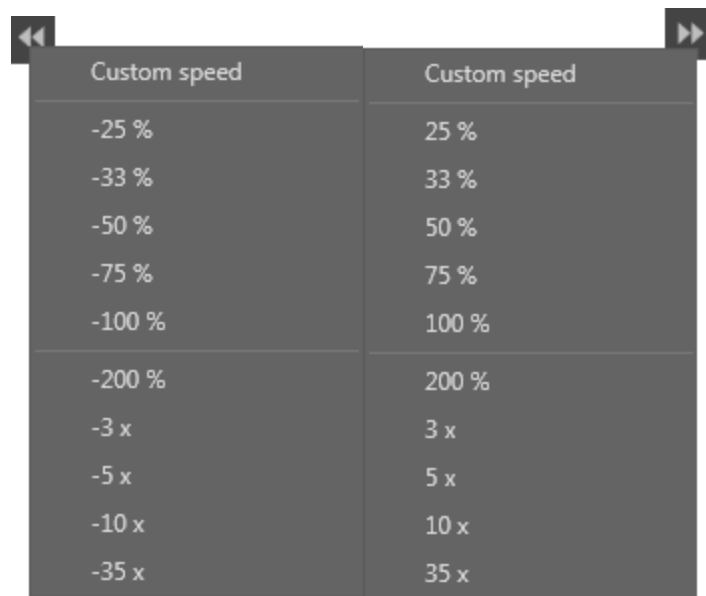 Custom speed
-25 %
-33 %
-50 %
-75 %
-100 %
-200 %
-3 x
-5 x
-10 x
-35 x
Custom speed
25 %
33 %
50 %
75 %
100 %
200 %
3 x
5 x
10 x
35 x